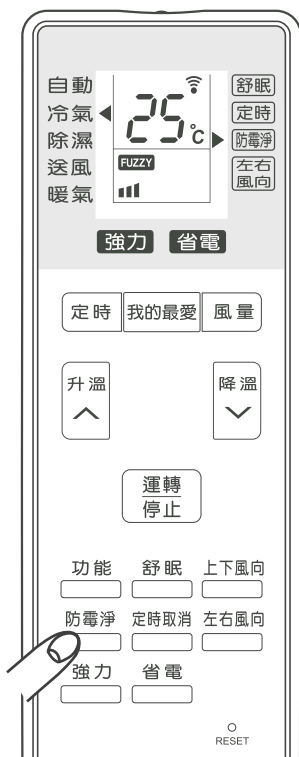 自動
冷氣
除濕
送風
暖氣
25℃
FUZZY
舒眠
定時
防霉淨
左右
風向
強力 省電
定時 我的最愛 風量
升溫 降溫
運轉
停止
功能 舒眠 上下風向
防霉淨 定時取消 左右風向
強力 省電
RESET